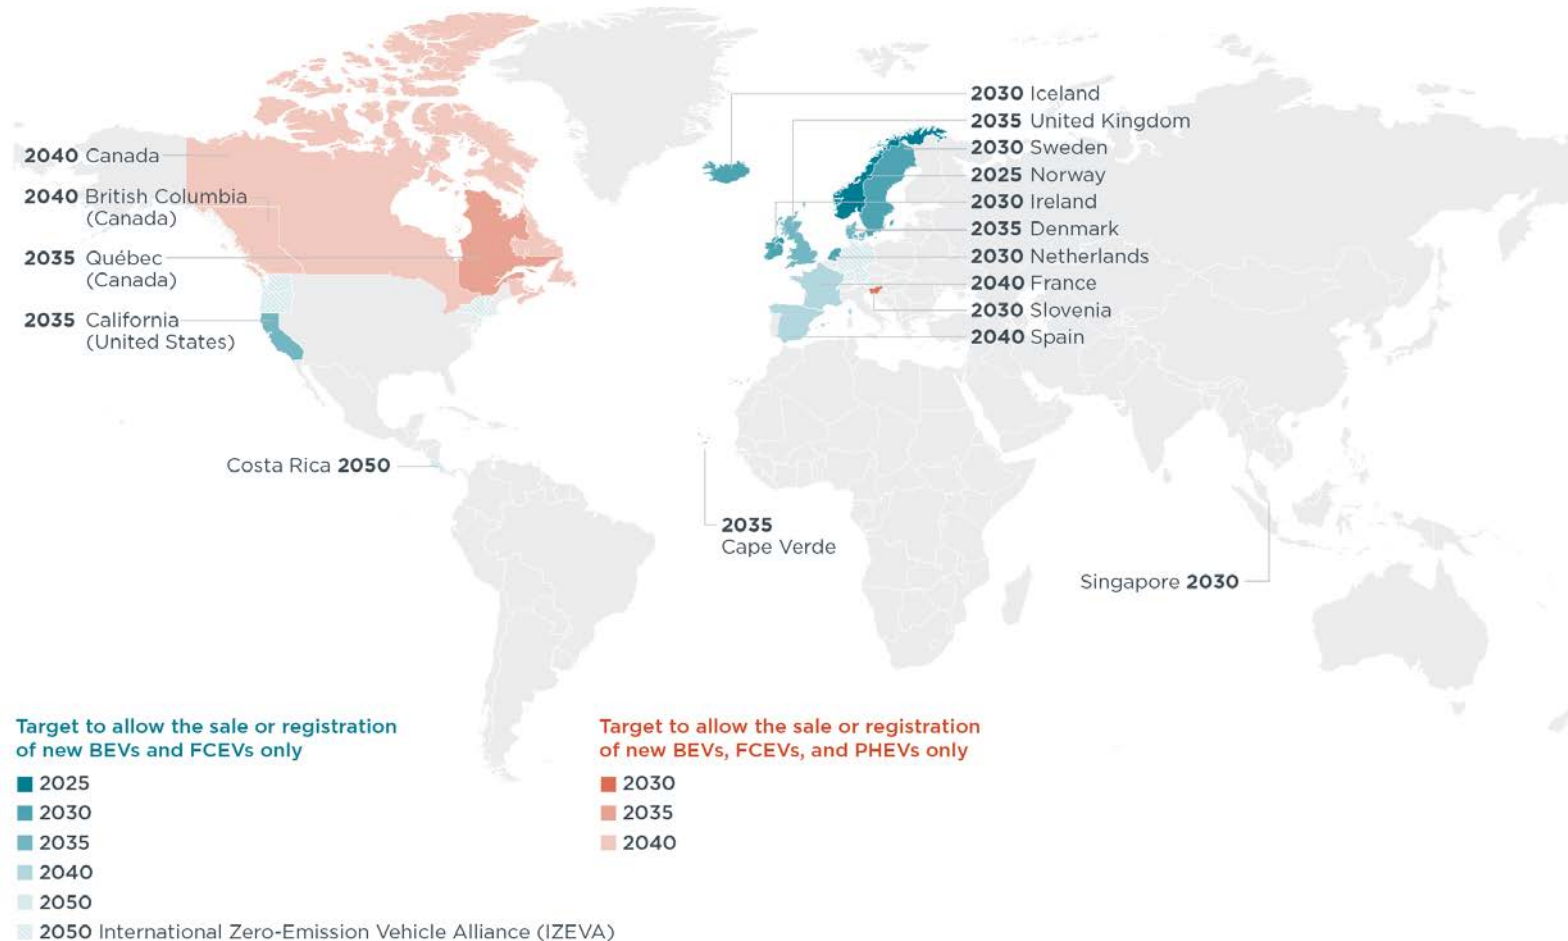 2040 Canada
2040 British Columbia
(Canada)
2035 Québec
(Canada)
2035 California
(United States)
Costa Rica 2050
2030 Iceland
2035 United Kingdom
2030 Sweden
2025 Norway
2030 Ireland
2035 Denmark
2030 Netherlands
2040 France
2030 Slovenia
2040 Spain
2035
Cape Verde
Singapore 2030
Target to allow the sale or registration
of new BEVs and FCEVs only
2025
2030
2035
2040
2050
2050 International Zero-Emission Vehicle Alliance (IZEVA)
Target to allow the sale or registration
of new BEVs, FCEVs, and PHEVs only
2030
2035
2040